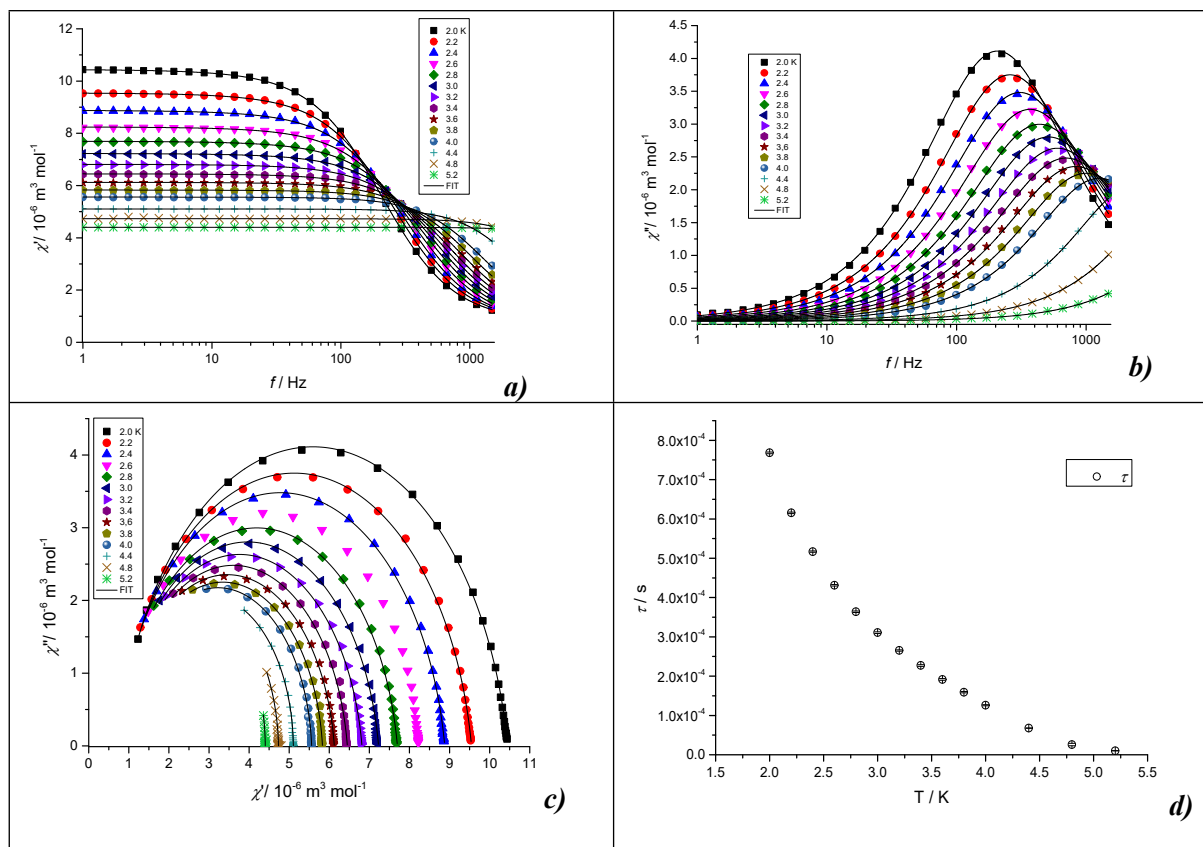 12
10
8
6
4
2
0
1
10
100
1000
χ'/ 10⁻⁶ m³ mol⁻¹
f / Hz
2.0 K
2.2
2.4
2.6
2.8
3.0
3.2
3.4
3.6
3.8
4.0
4.4
4.8
5.2
FIT
a)
4.5
4.0
3.5
3.0
2.5
2.0
1.5
1.0
0.5
0.0
1
10
100
1000
χ''/ 10⁻⁶ m³ mol⁻¹
f / Hz
2.0 K
2.2
2.4
2.6
2.8
3.0
3.2
3.4
3.6
3.8
4.0
4.4
4.8
5.2
FIT
b)
2.0 K
2.2
2.4
2.6
2.8
3.0
3.2
3.4
3,6
3.8
4.0
4.4
4.8
5.2
FIT
4
3
2
1
0
0 1 2 3 4 5 6 7 8 9 10 11
χ''/ 10⁻⁶ m³ mol⁻¹
χ'/ 10⁻⁶ m³ mol⁻¹
c)
8.0x10⁻⁴
7.0x10⁻⁴
6.0x10⁻⁴
5.0x10⁻⁴
4.0x10⁻⁴
3.0x10⁻⁴
2.0x10⁻⁴
1.0x10⁻⁴
0.0
1.5 2.0 2.5 3.0 3.5 4.0 4.5 5.0 5.5
τ / s
T / K
τ
d)